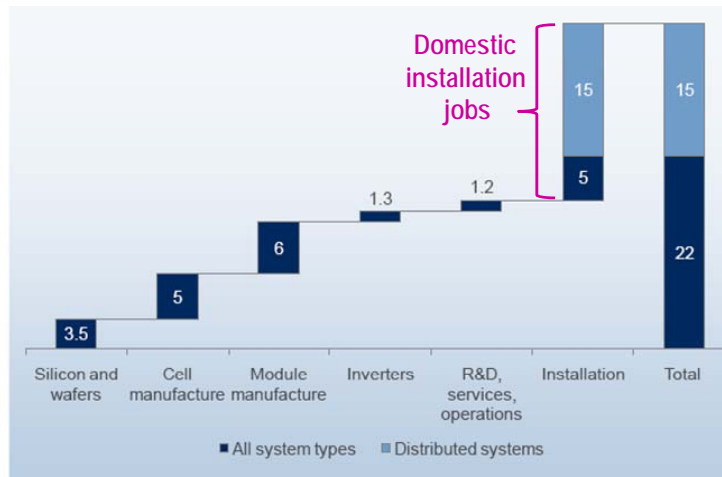 Domestic
installation
jobs
15
15
5
1.3
1.2
6
22
5
3.5
Silicon and
wafers
Cell
manufacture
Module
manufacture
Inverters
R&D,
services,
operations
Installation
Total
All system types
Distributed systems